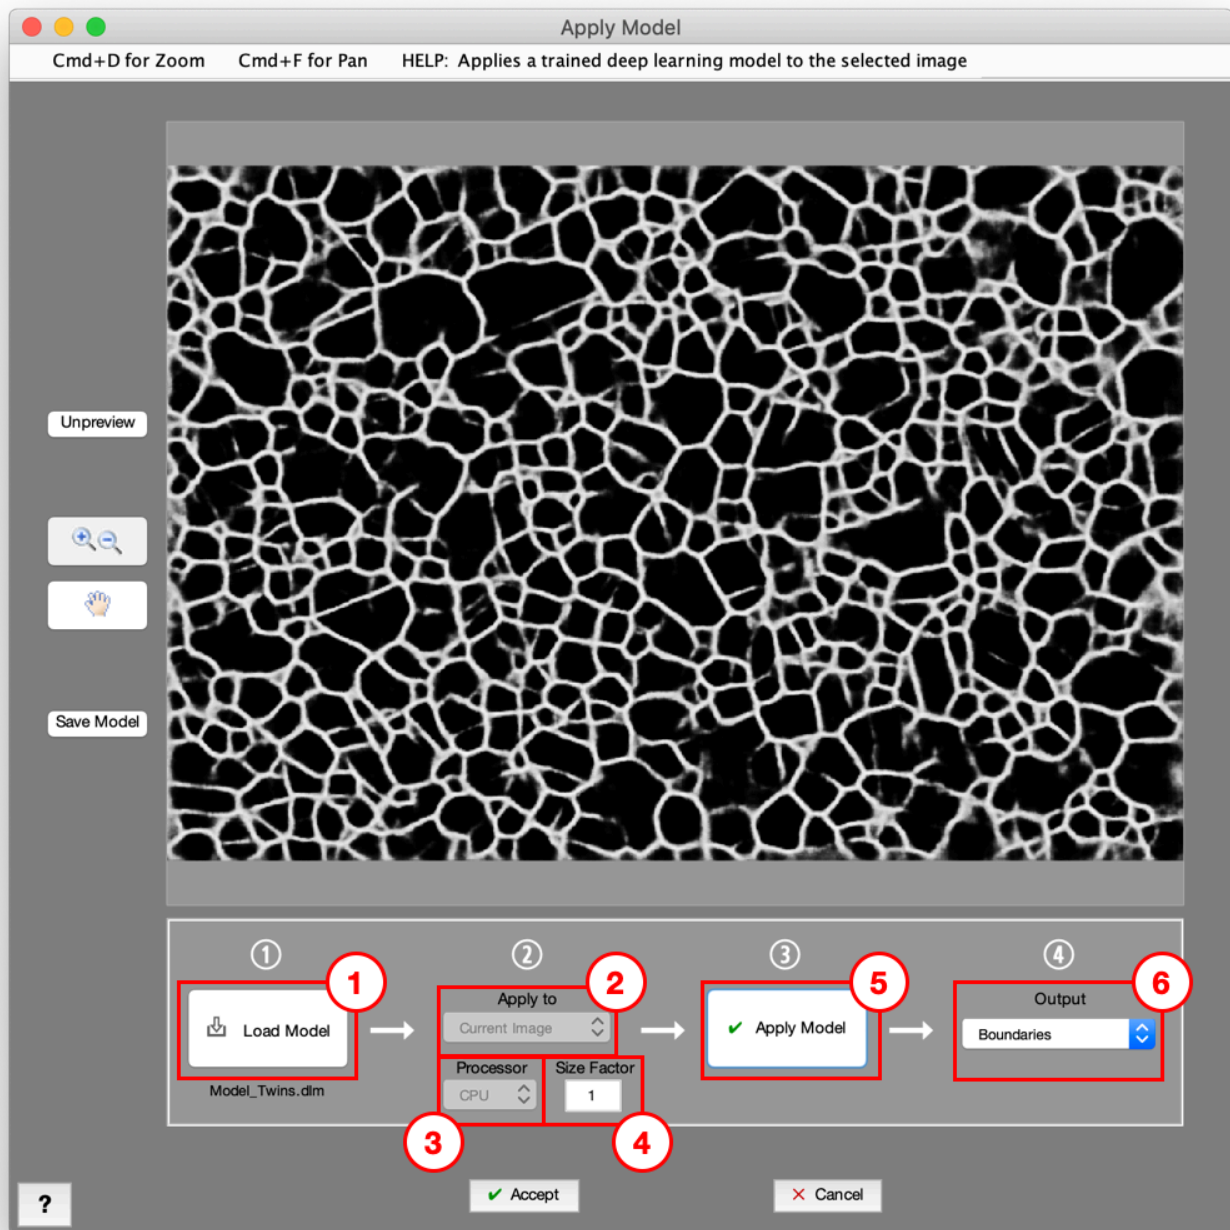 Apply Model
Cmd+D for Zoom Cmd+F for Pan HELP: Applies a trained deep learning model to the selected image
Unpreview
Save Model
① ② ③ ④
1 2 5 6
Load Model
Apply to
Current Image
Apply Model
Output
Boundaries
Model_Twins.dlm
Processor Size Factor
CPU 1
3 4
? Accept Cancel